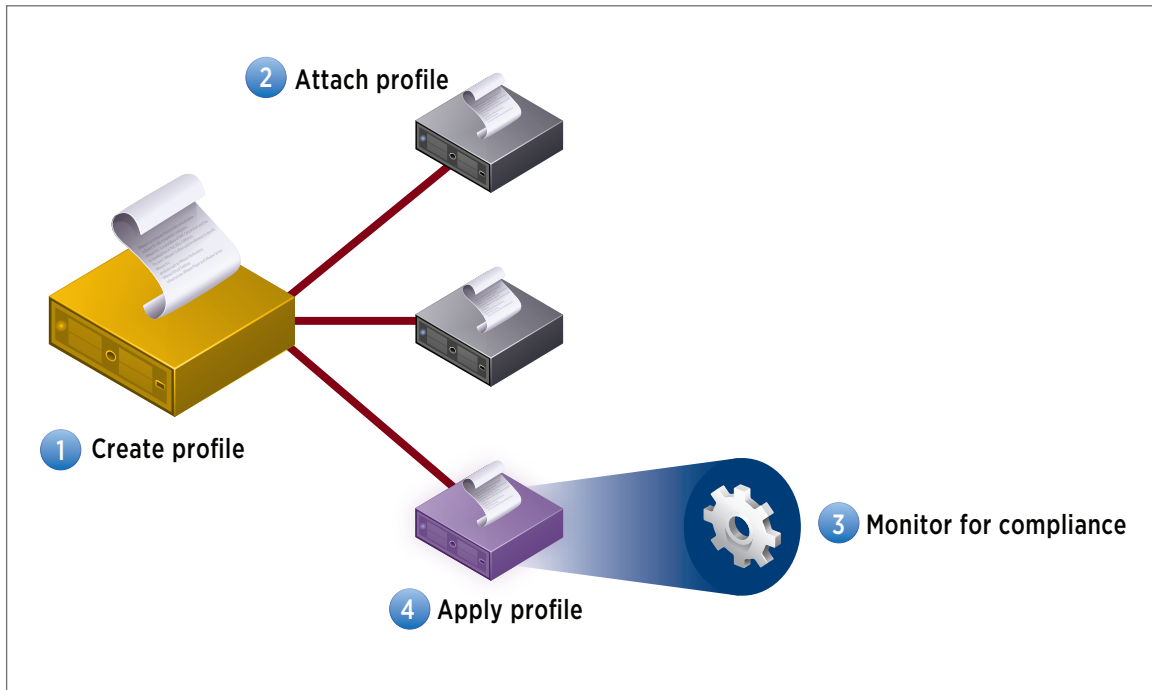 2 Attach profile
1 Create profile
3 Monitor for compliance
4 Apply profile